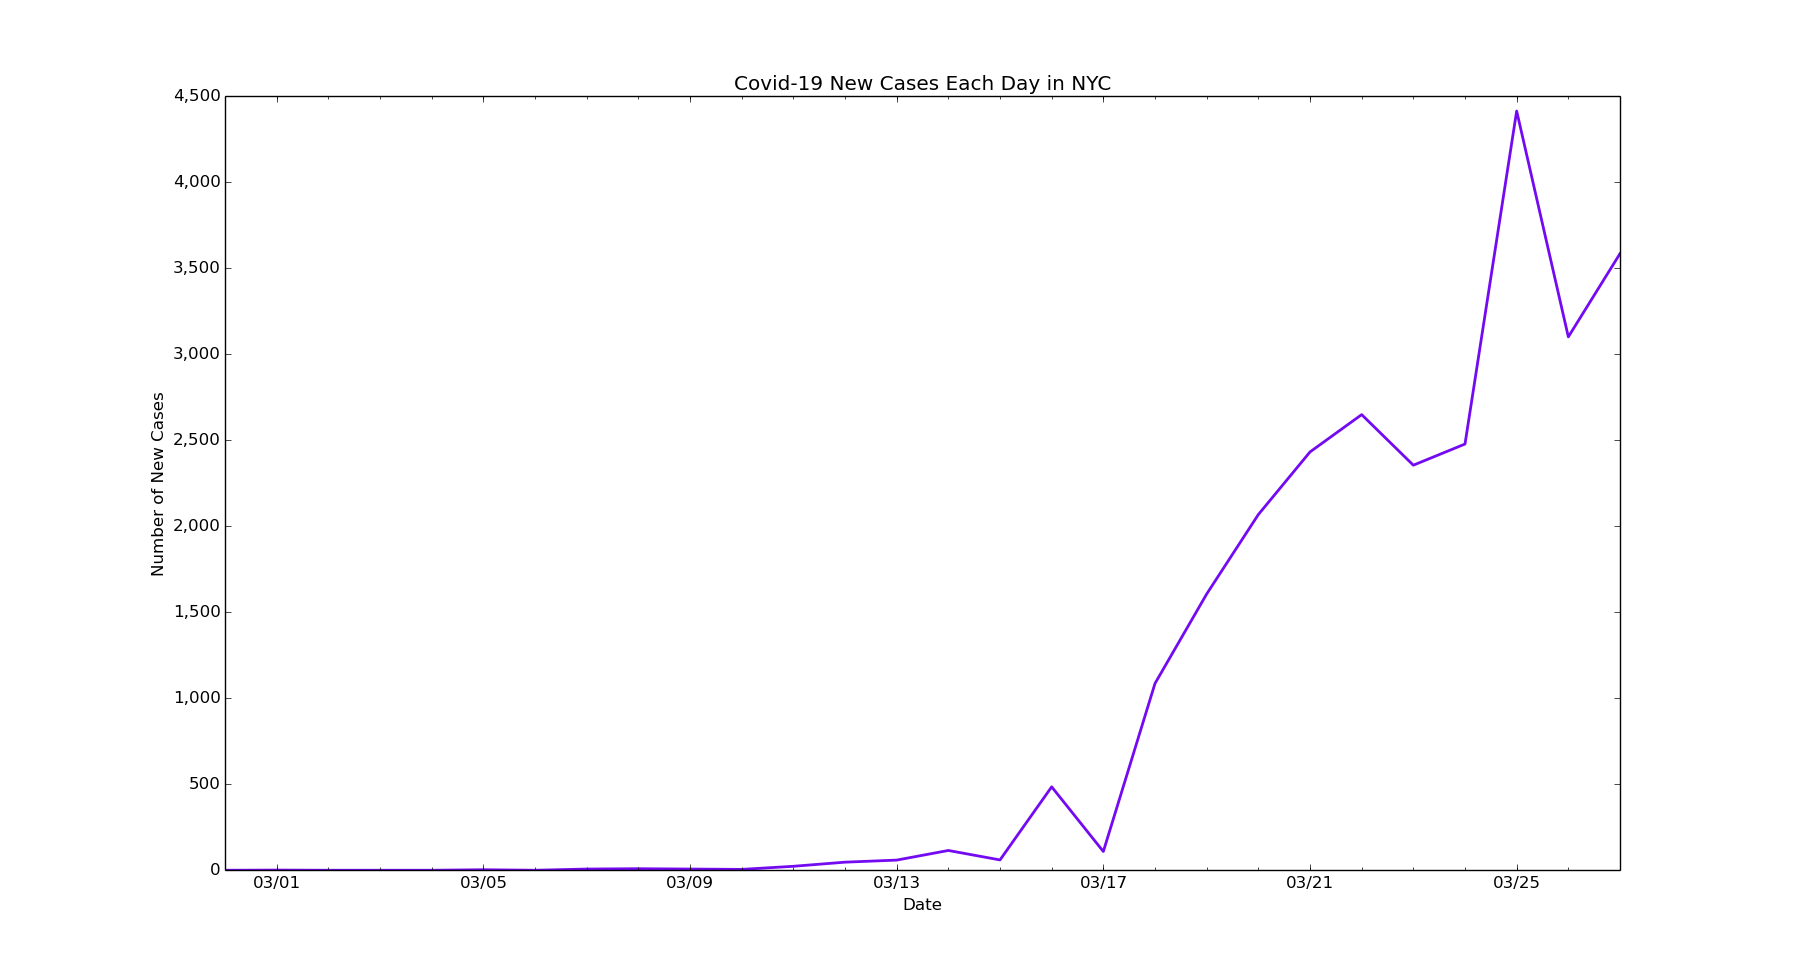 Covid-19 New Cases Each Day in NYC
4,500
4,000
3,500
3,000
2,500
2,000
1,500
1,000
500
0
Number of New Cases
03/01 03/05 03/09 03/13 03/17 03/21 03/25
Date